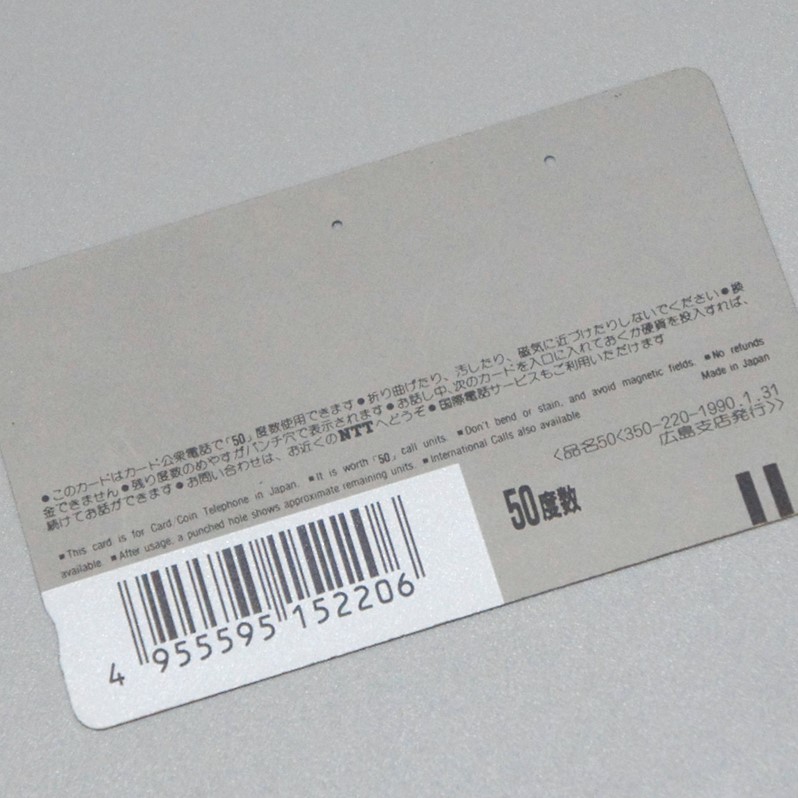 ●このカードはカード公衆電話で「50」度数使用できます●折り曲げたり、汚したり、磁気に近づけたりしないでください●換
金できません●残り度数のめやすがパンチ穴で表示されます●お話し中、次のカードを入口に入れておくか硬貨を投入すれば、
続けてお話ができます●お問い合わせは、お近くのNTTへどうぞ●国際電話サービスもご利用いただけます
■This card is for Card/Coin Telephone in Japan. ■It is worth「50」call units. ■Don't bend or stain, and avoid magnetic fields. ■No refunds
available. ■After usage, a punched hole shows approximate remaining units. ■International Calls also available
Made in Japan
〈品名50〈350-220-1990.1.31
広島支店発行〉〉
50度数
4 955595 152206